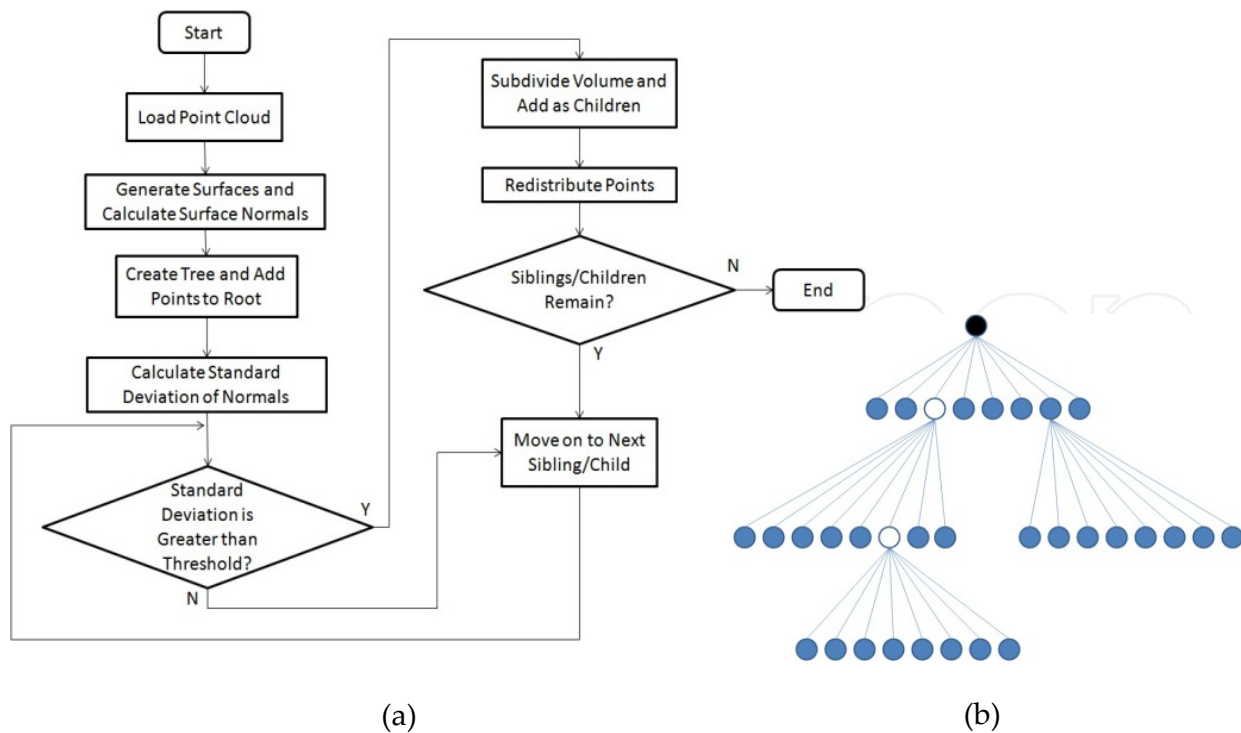 Start
Load Point Cloud
Generate Surfaces and
Calculate Surface Normals
Create Tree and Add
Points to Root
Calculate Standard
Deviation of Normals
Standard
Deviation is
Greater than
Threshold?
Y
N
Subdivide Volume and
Add as Children
Redistribute Points
Siblings/Children
Remain?
N
Y
End
Move on to Next
Sibling/Child
(a)
(b)